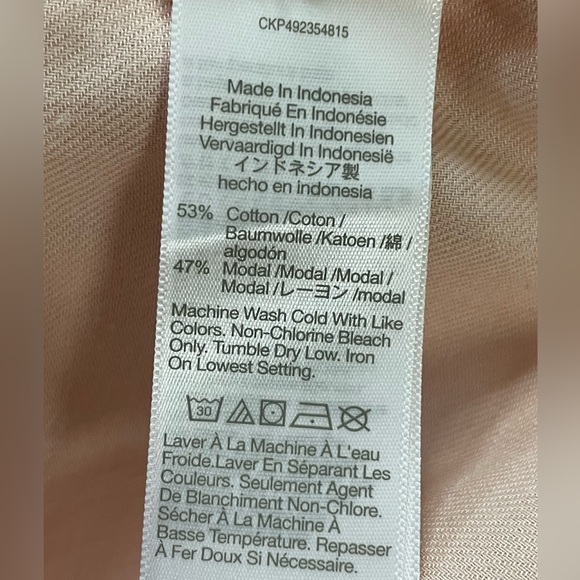 CKP492354815
Made In Indonesia
Fabriqué En Indonésie
Hergestellt In Indonesien
Vervaardigd In Indonesië
インドネシア製
hecho en indonesia
53% Cotton /Coton /
Baumwolle /Katoen /綿 /
algodón
47% Modal /Modal /Modal /
Modal /レーヨン /modal
Machine Wash Cold With Like
Colors. Non-Chlorine Bleach
Only. Tumble Dry Low. Iron
On Lowest Setting.
30
Laver À La Machine À L'eau
Froide.Laver En Séparant Les
Couleurs. Seulement Agent
De Blanchiment Non-Chlore.
Sécher À La Machine À
Basse Température. Repasser
À Fer Doux Si Nécessaire.